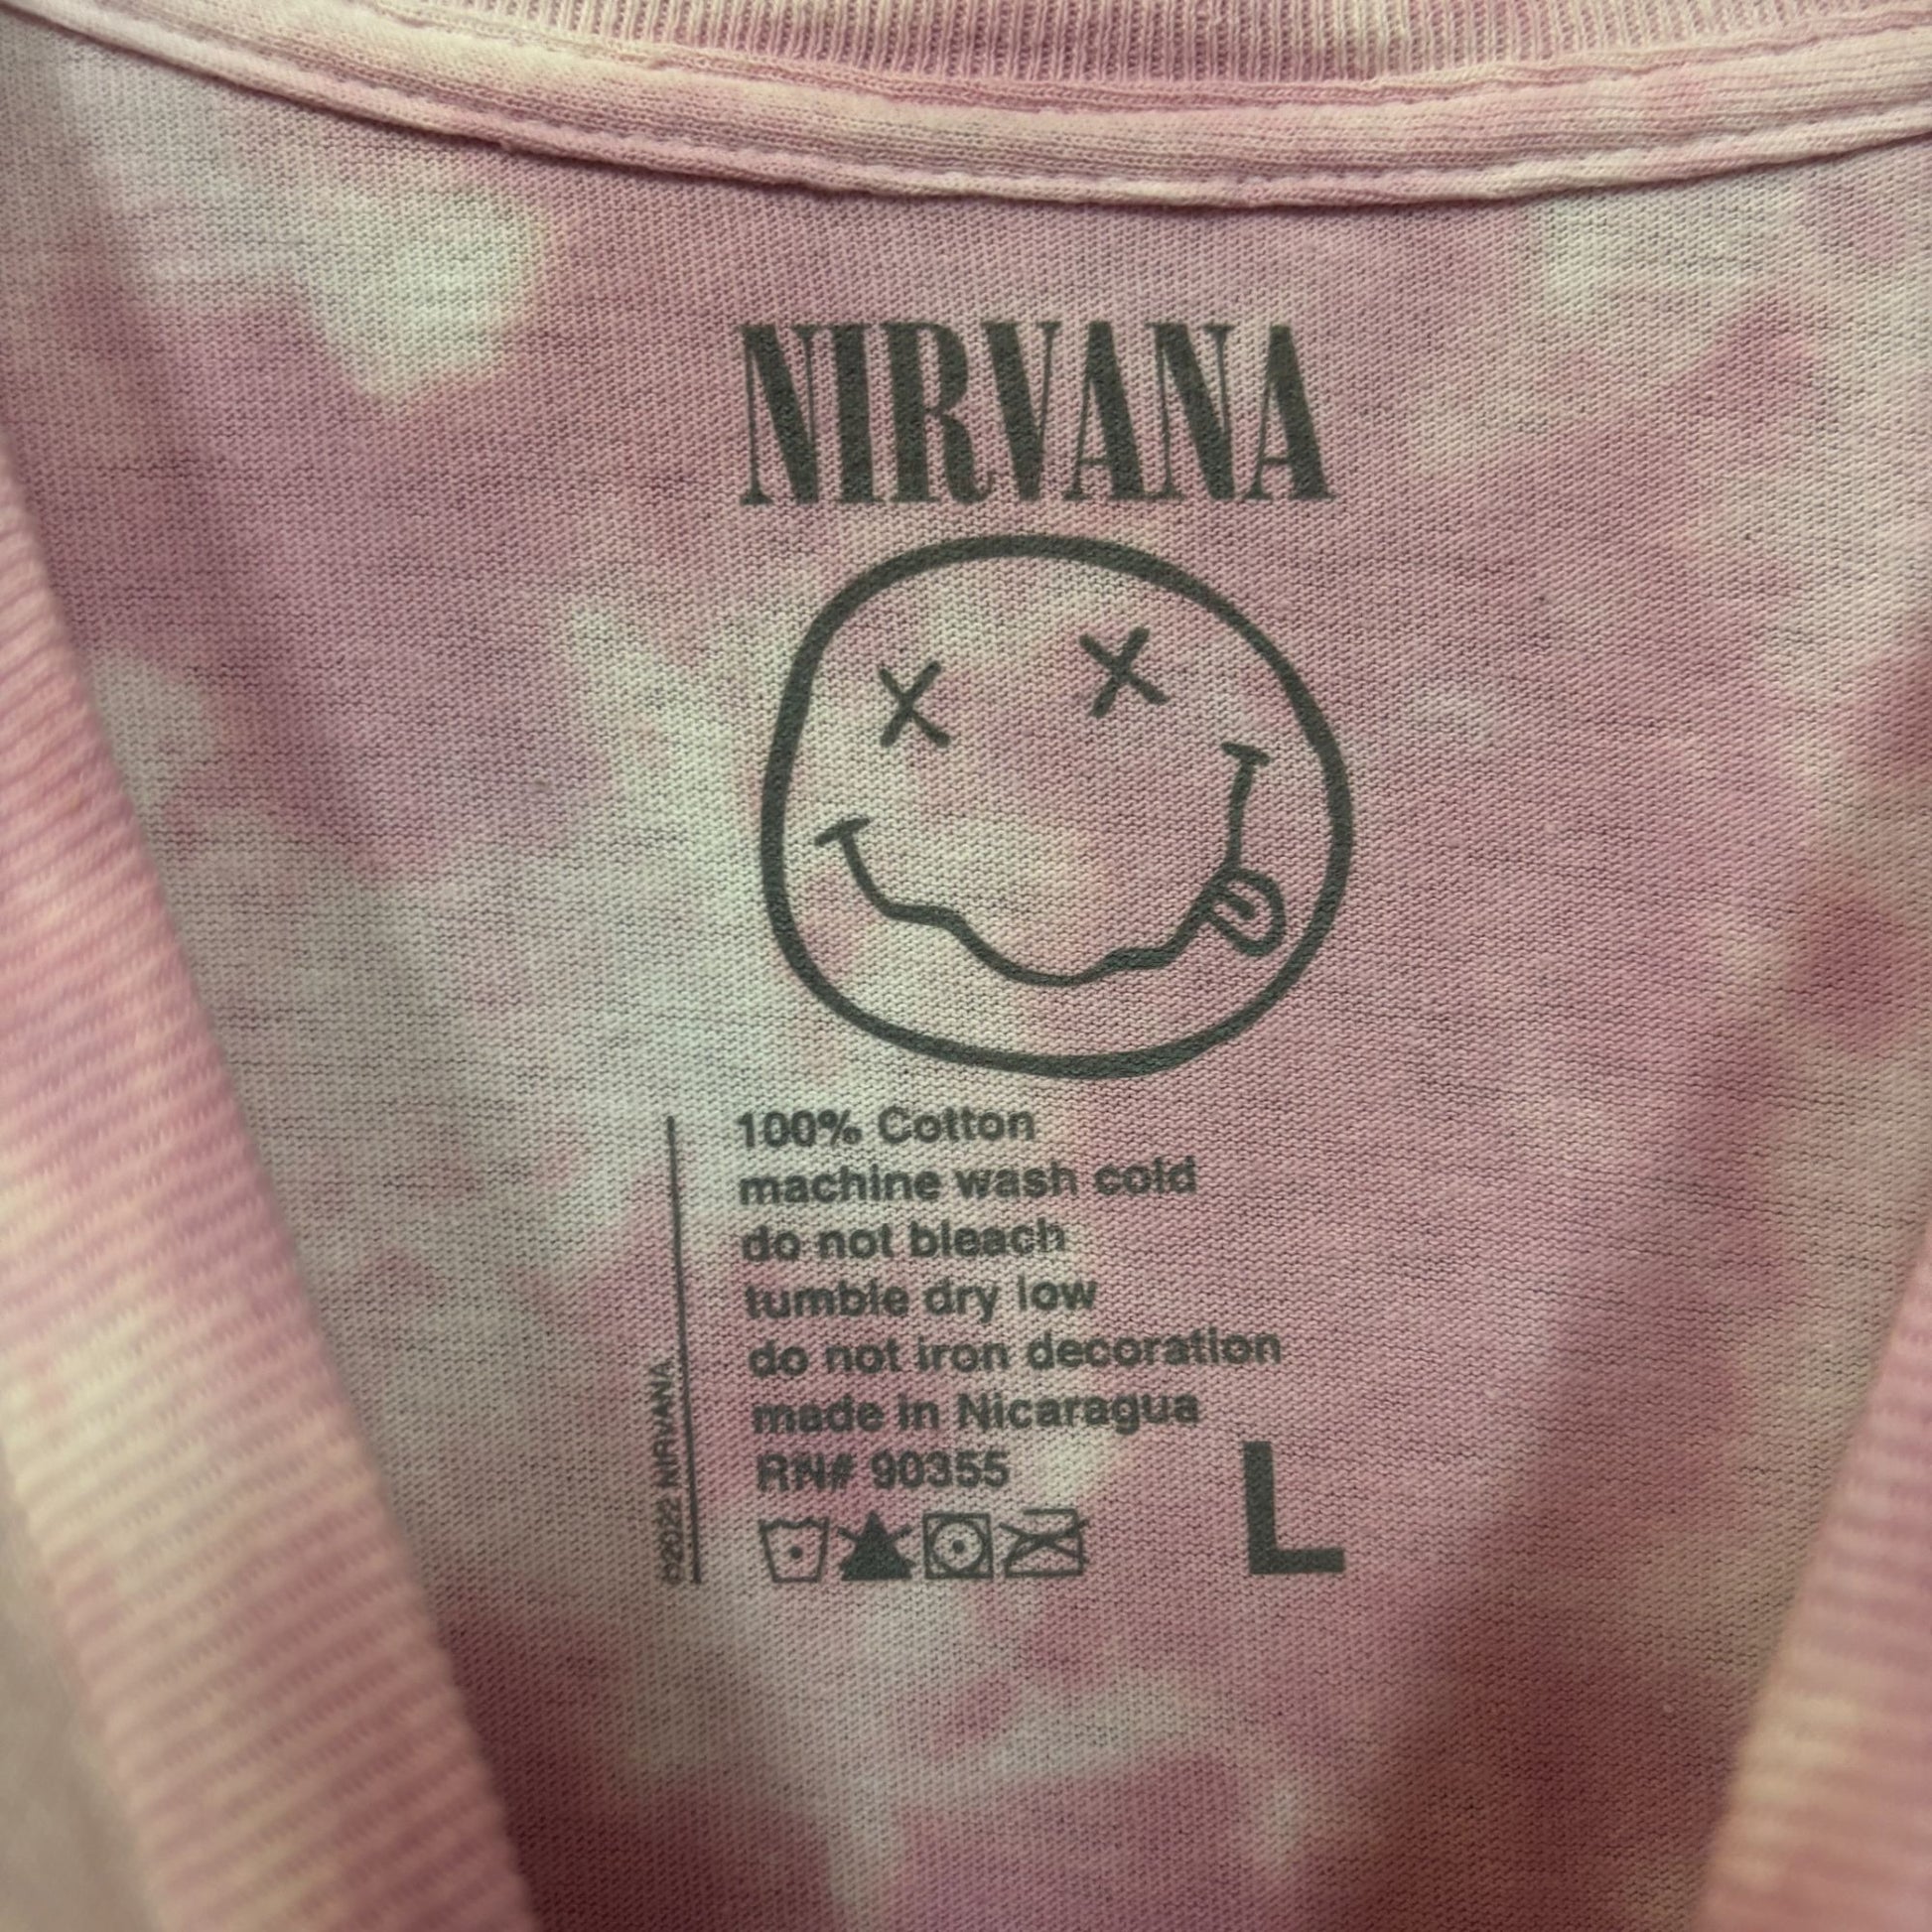 NIRVANA
100% Cotton
machine wash cold
do not bleach
tumble dry low
do not iron decoration
made in Nicaragua
RN# 90355
L
©2022 NIRVANA